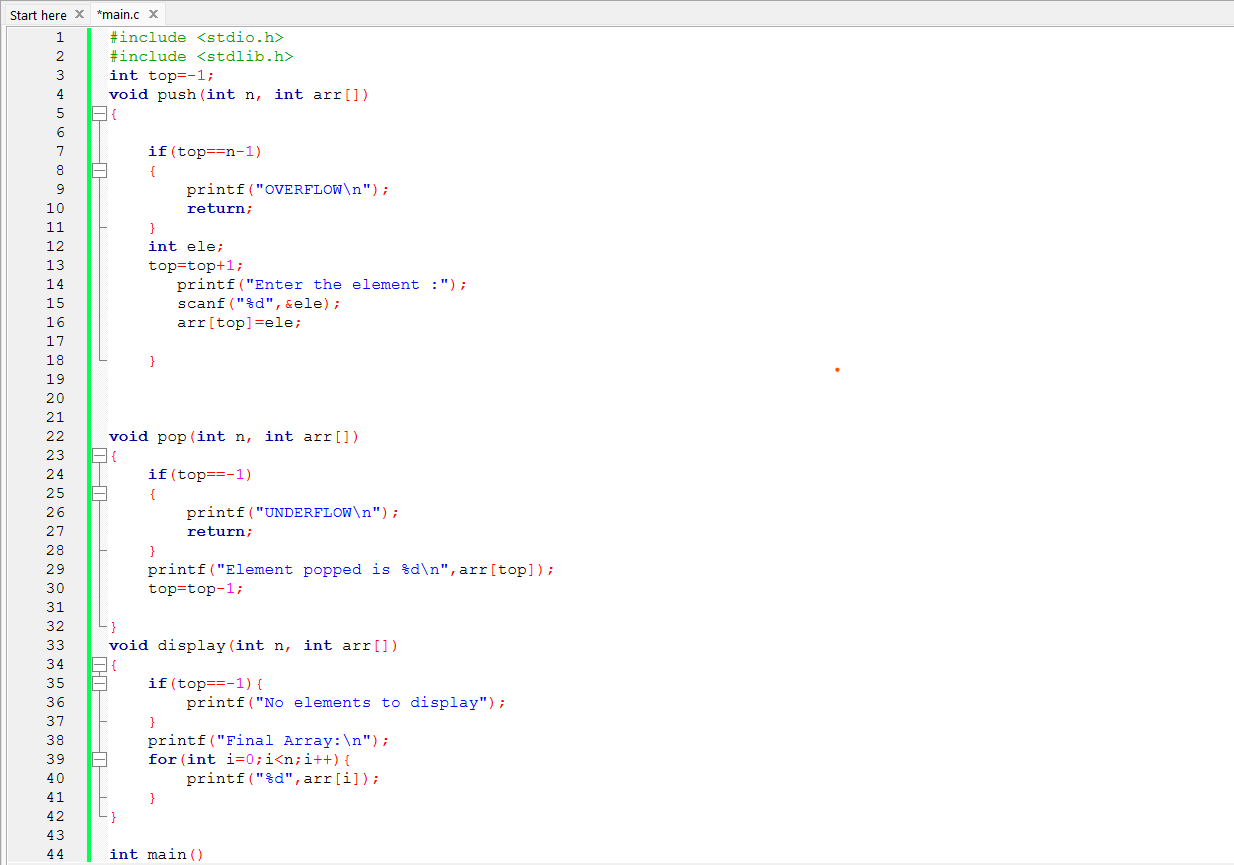 Start here × *main.c ×
1 #include <stdio.h>
2 #include <stdlib.h>
3 int top=-1;
4 void push(int n, int arr[])
5 {
6
7     if(top==n-1)
8     {
9         printf("OVERFLOW\n");
10         return;
11     }
12     int ele;
13     top=top+1;
14        printf("Enter the element :");
15        scanf("%d",&ele);
16        arr[top]=ele;
17
18     }
19
20
21
22 void pop(int n, int arr[])
23 {
24     if(top==-1)
25     {
26         printf("UNDERFLOW\n");
27         return;
28     }
29     printf("Element popped is %d\n",arr[top]);
30     top=top-1;
31
32 }
33 void display(int n, int arr[])
34 {
35     if(top==-1){
36         printf("No elements to display");
37     }
38     printf("Final Array:\n");
39     for(int i=0;i<n;i++){
40         printf("%d",arr[i]);
41     }
42 }
43
44 int main()